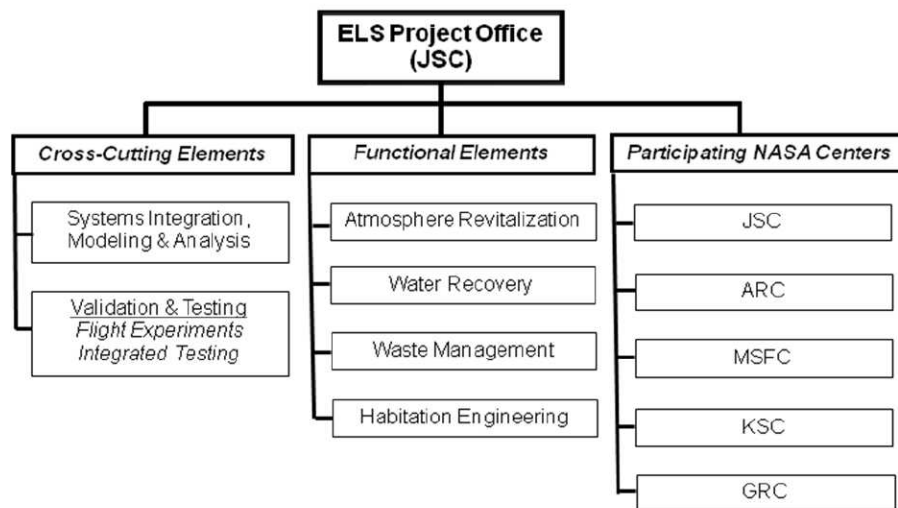 ELS Project Office
(JSC)
Cross-Cutting Elements
Systems Integration,
Modeling & Analysis
Validation & Testing
Flight Experiments
Integrated Testing
Functional Elements
Atmosphere Revitalization
Water Recovery
Waste Management
Habitation Engineering
Participating NASA Centers
JSC
ARC
MSFC
KSC
GRC